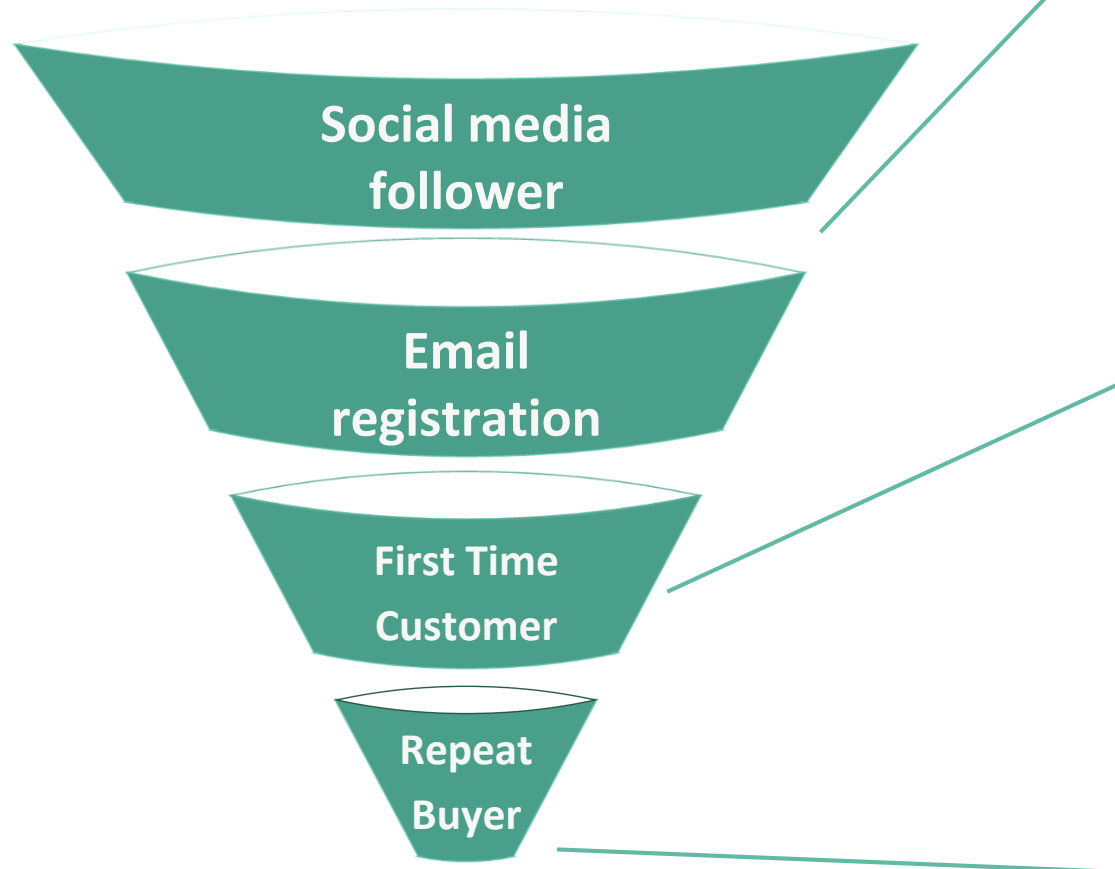 Social media
follower
Email
registration
First Time
Customer
Repeat
Buyer